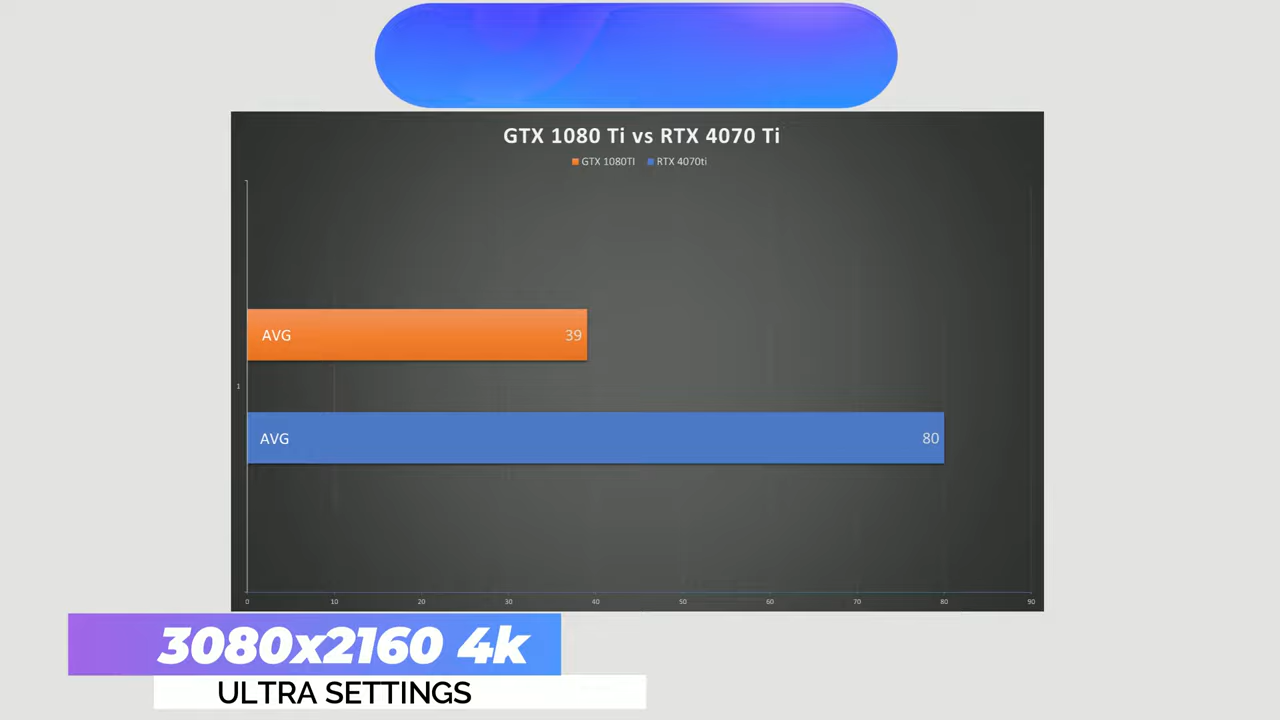 GTX 1080 Ti vs RTX 4070 Ti
GTX 1080TI RTX 4070ti
AVG 39
1
AVG 80
0 10 20 30 40 50 60 70 80 90
3080x2160 4k
ULTRA SETTINGS